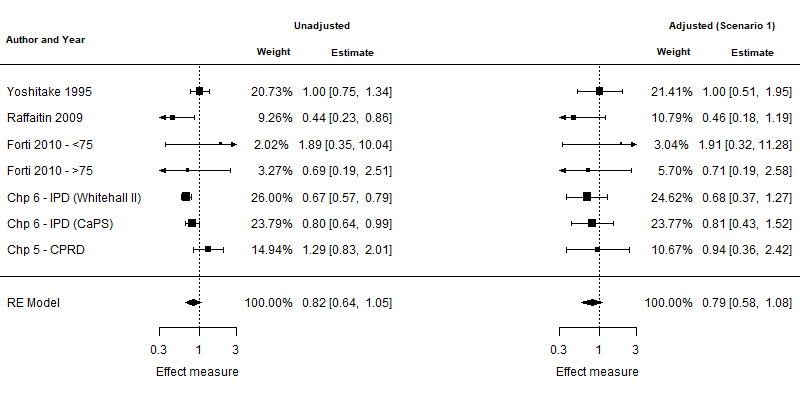 Unadjusted Adjusted (Scenario 1)
Author and Year
Weight Estimate Weight Estimate
Yoshitake 1995 20.73% 1.00 [0.75, 1.34] 21.41% 1.00 [0.51, 1.95]
Raffaitin 2009 9.26% 0.44 [0.23, 0.86] 10.79% 0.46 [0.18, 1.19]
Forti 2010 - <75 2.02% 1.89 [0.35, 10.04] 3.04% 1.91 [0.32, 11.28]
Forti 2010 - >75 3.27% 0.69 [0.19, 2.51] 5.70% 0.71 [0.19, 2.58]
Chp 6 - IPD (Whitehall II) 26.00% 0.67 [0.57, 0.79] 24.62% 0.68 [0.37, 1.27]
Chp 6 - IPD (CaPS) 23.79% 0.80 [0.64, 0.99] 23.77% 0.81 [0.43, 1.52]
Chp 5 - CPRD 14.94% 1.29 [0.83, 2.01] 10.67% 0.94 [0.36, 2.42]
RE Model 100.00% 0.82 [0.64, 1.05] 100.00% 0.79 [0.58, 1.08]
0.3 1 3 0.3 1 3
Effect measure Effect measure